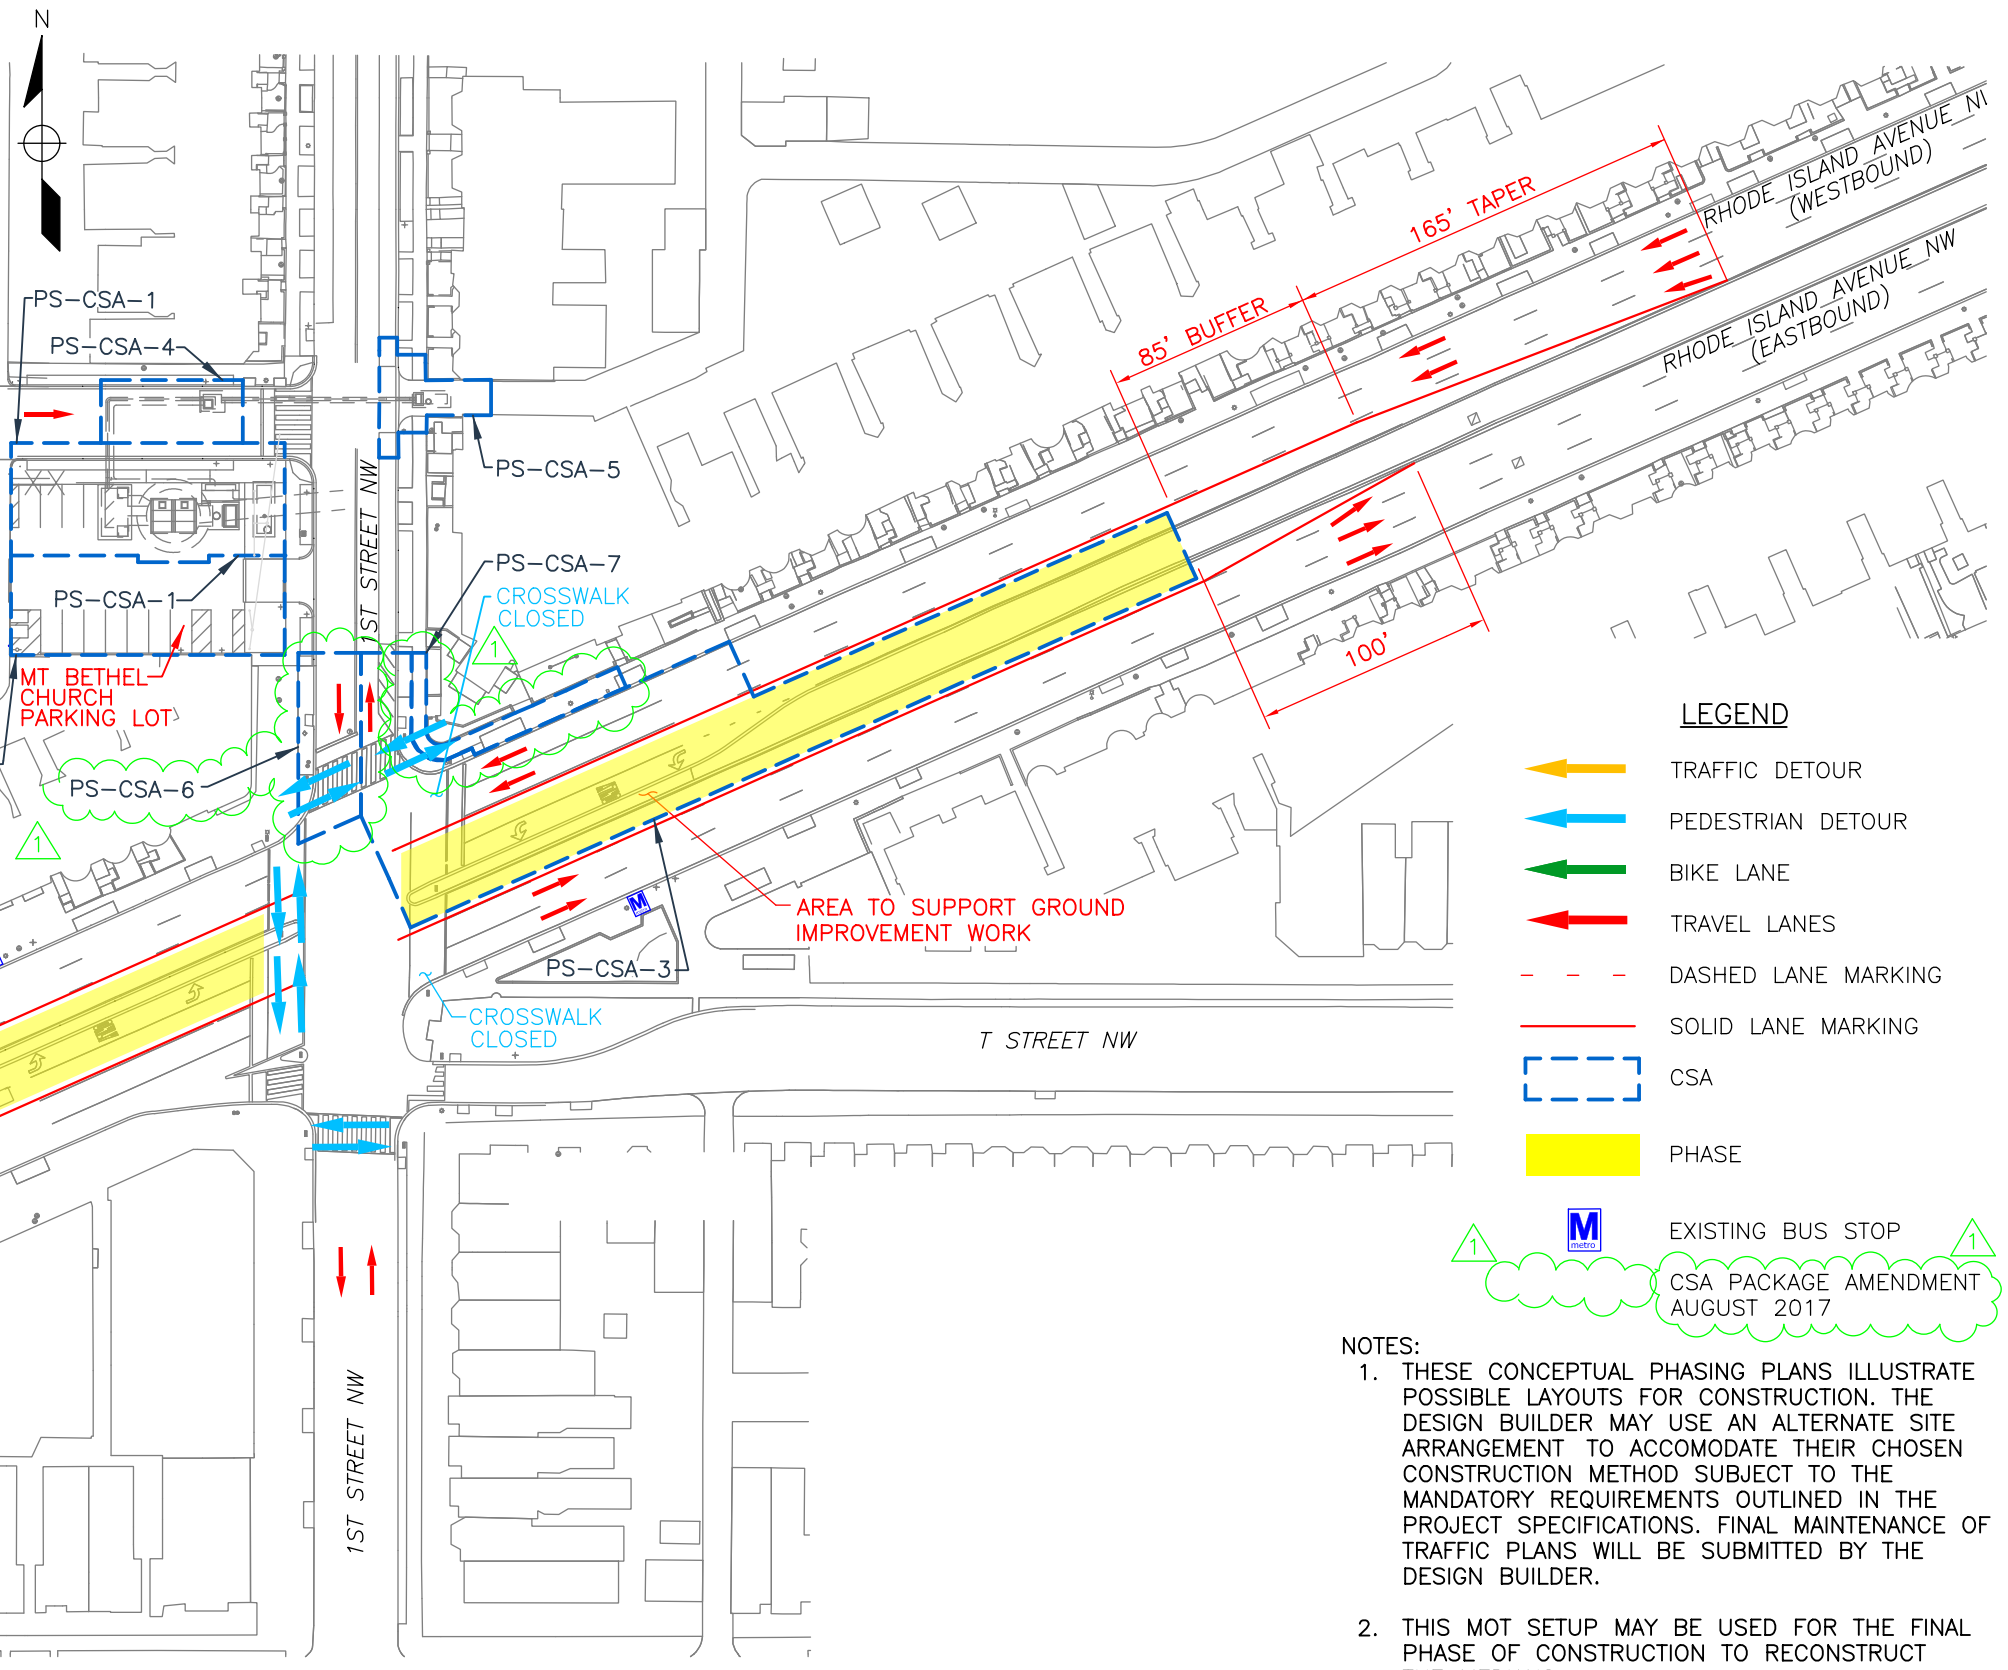 N
PS-CSA-1
PS-CSA-4
PS-CSA-5
PS-CSA-7
CROSSWALK
CLOSED
PS-CSA-1
MT BETHEL
CHURCH
PARKING LOT
PS-CSA-6
1
1
1ST STREET NW
85' BUFFER
165' TAPER
RHODE ISLAND AVENUE
(WESTBOUND)
RHODE ISLAND AVENUE NW
(EASTBOUND)
100'
M
AREA TO SUPPORT GROUND
IMPROVEMENT WORK
PS-CSA-3
CROSSWALK
CLOSED
T STREET NW
1ST STREET NW
LEGEND
TRAFFIC DETOUR
PEDESTRIAN DETOUR
BIKE LANE
TRAVEL LANES
DASHED LANE MARKING
SOLID LANE MARKING
CSA
PHASE
M
metro
EXISTING BUS STOP
1
1
CSA PACKAGE AMENDMENT
AUGUST 2017
NOTES:
1. THESE CONCEPTUAL PHASING PLANS ILLUSTRATE
POSSIBLE LAYOUTS FOR CONSTRUCTION. THE
DESIGN BUILDER MAY USE AN ALTERNATE SITE
ARRANGEMENT TO ACCOMODATE THEIR CHOSEN
CONSTRUCTION METHOD SUBJECT TO THE
MANDATORY REQUIREMENTS OUTLINED IN THE
PROJECT SPECIFICATIONS. FINAL MAINTENANCE OF
TRAFFIC PLANS WILL BE SUBMITTED BY THE
DESIGN BUILDER.
2. THIS MOT SETUP MAY BE USED FOR THE FINAL
PHASE OF CONSTRUCTION TO RECONSTRUCT